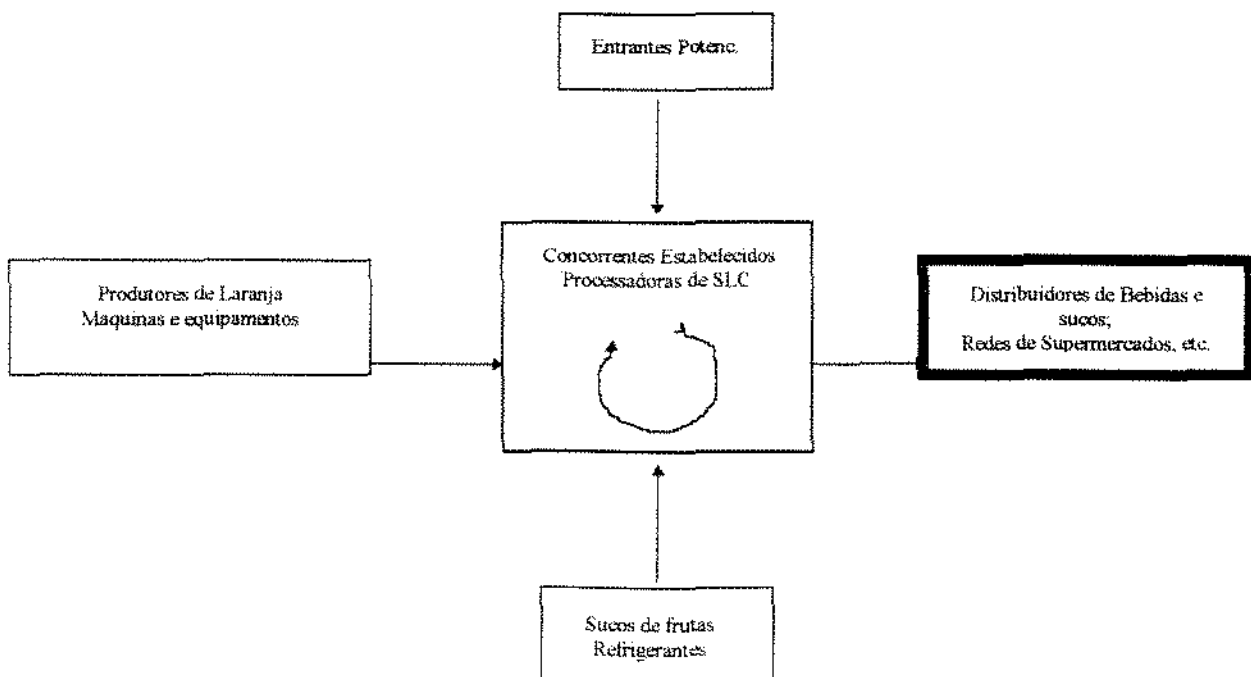 Entrantes Potenc.
Concorrentes Estabelecidos
Processadoras de SLC
Produtores de Laranja
Maquinas e equipamentos
Distribuidores de Bebidas e
sucos;
Redes de Supermercados, etc.
Sucos de frutas
Refrigerantes